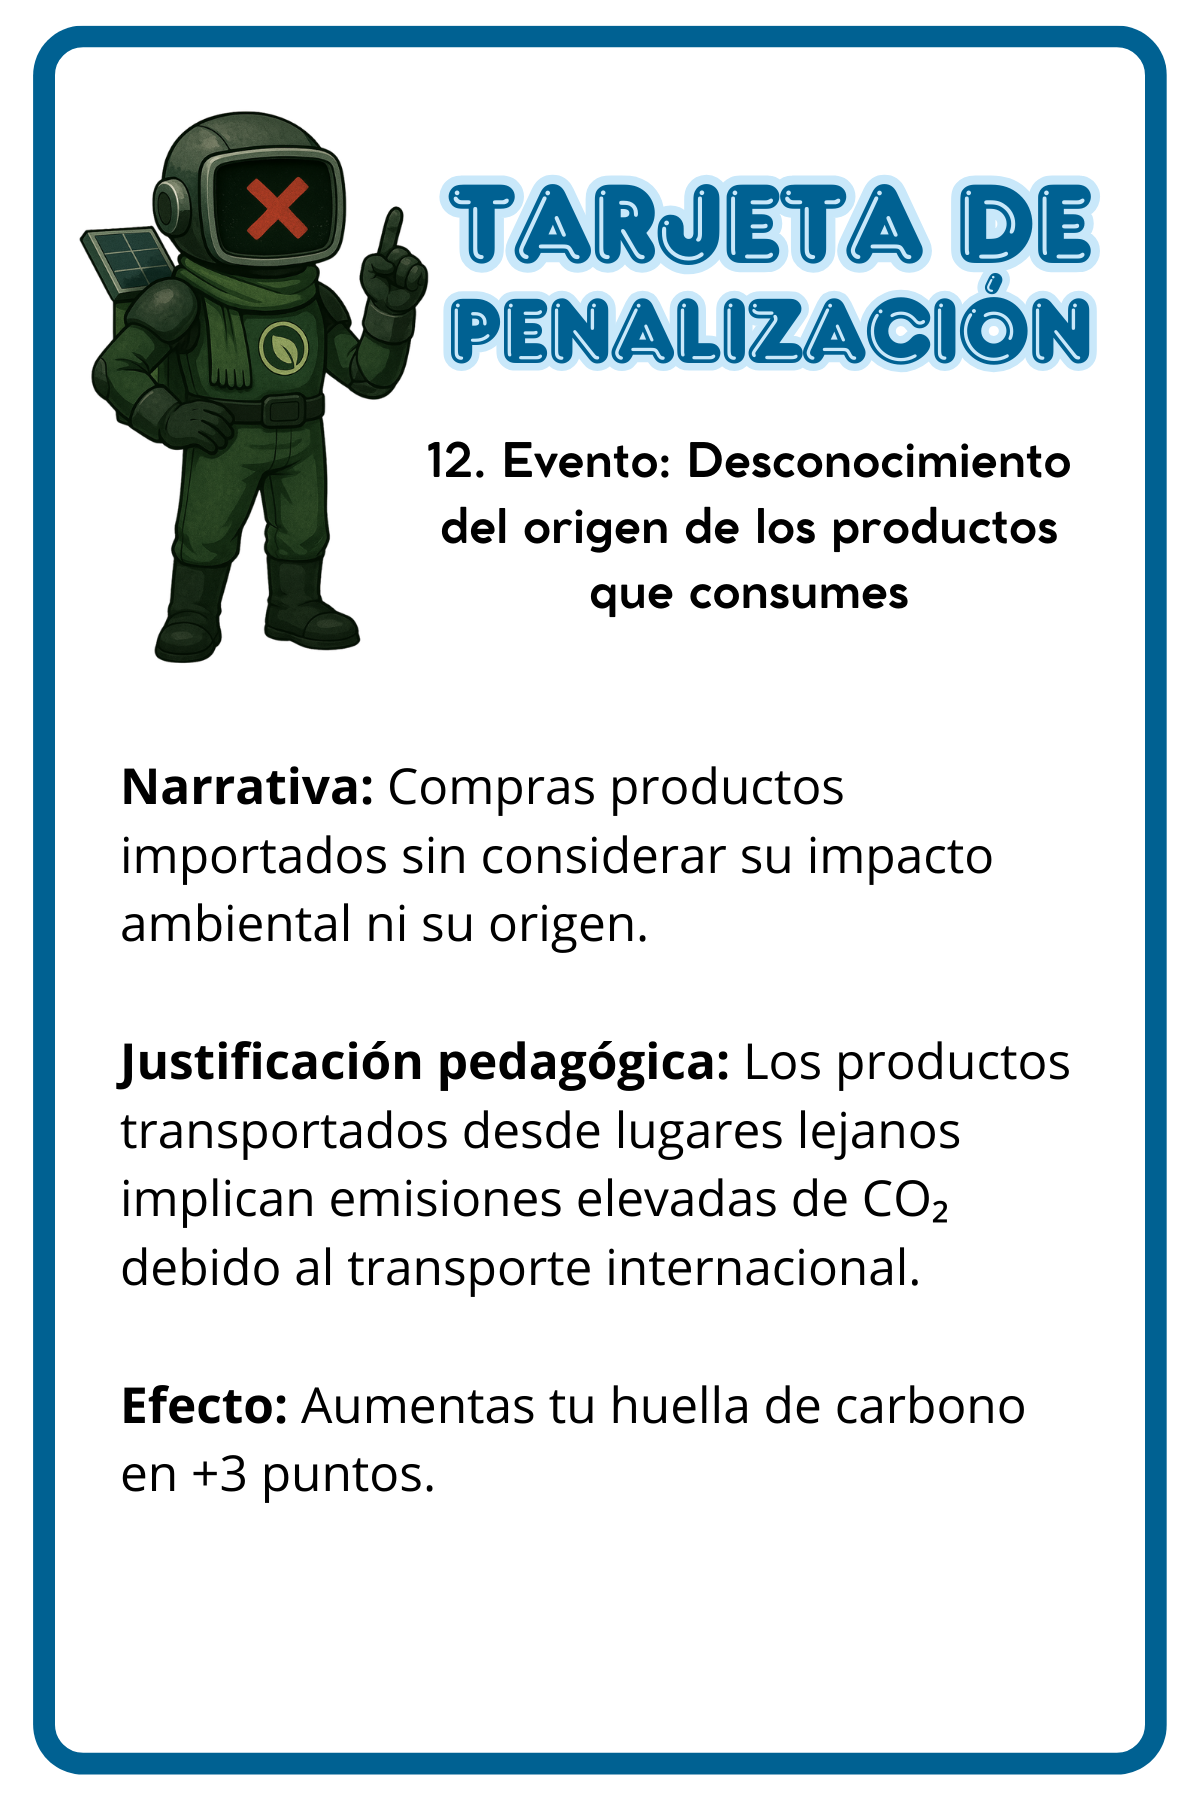 TARJETA DE
PENALIZACIÓN
12. Evento: Desconocimiento
del origen de los productos
que consumes
Narrativa: Compras productos
importados sin considerar su impacto
ambiental ni su origen.
Justificación pedagógica: Los productos
transportados desde lugares lejanos
implican emisiones elevadas de CO₂
debido al transporte internacional.
Efecto: Aumentas tu huella de carbono
en +3 puntos.